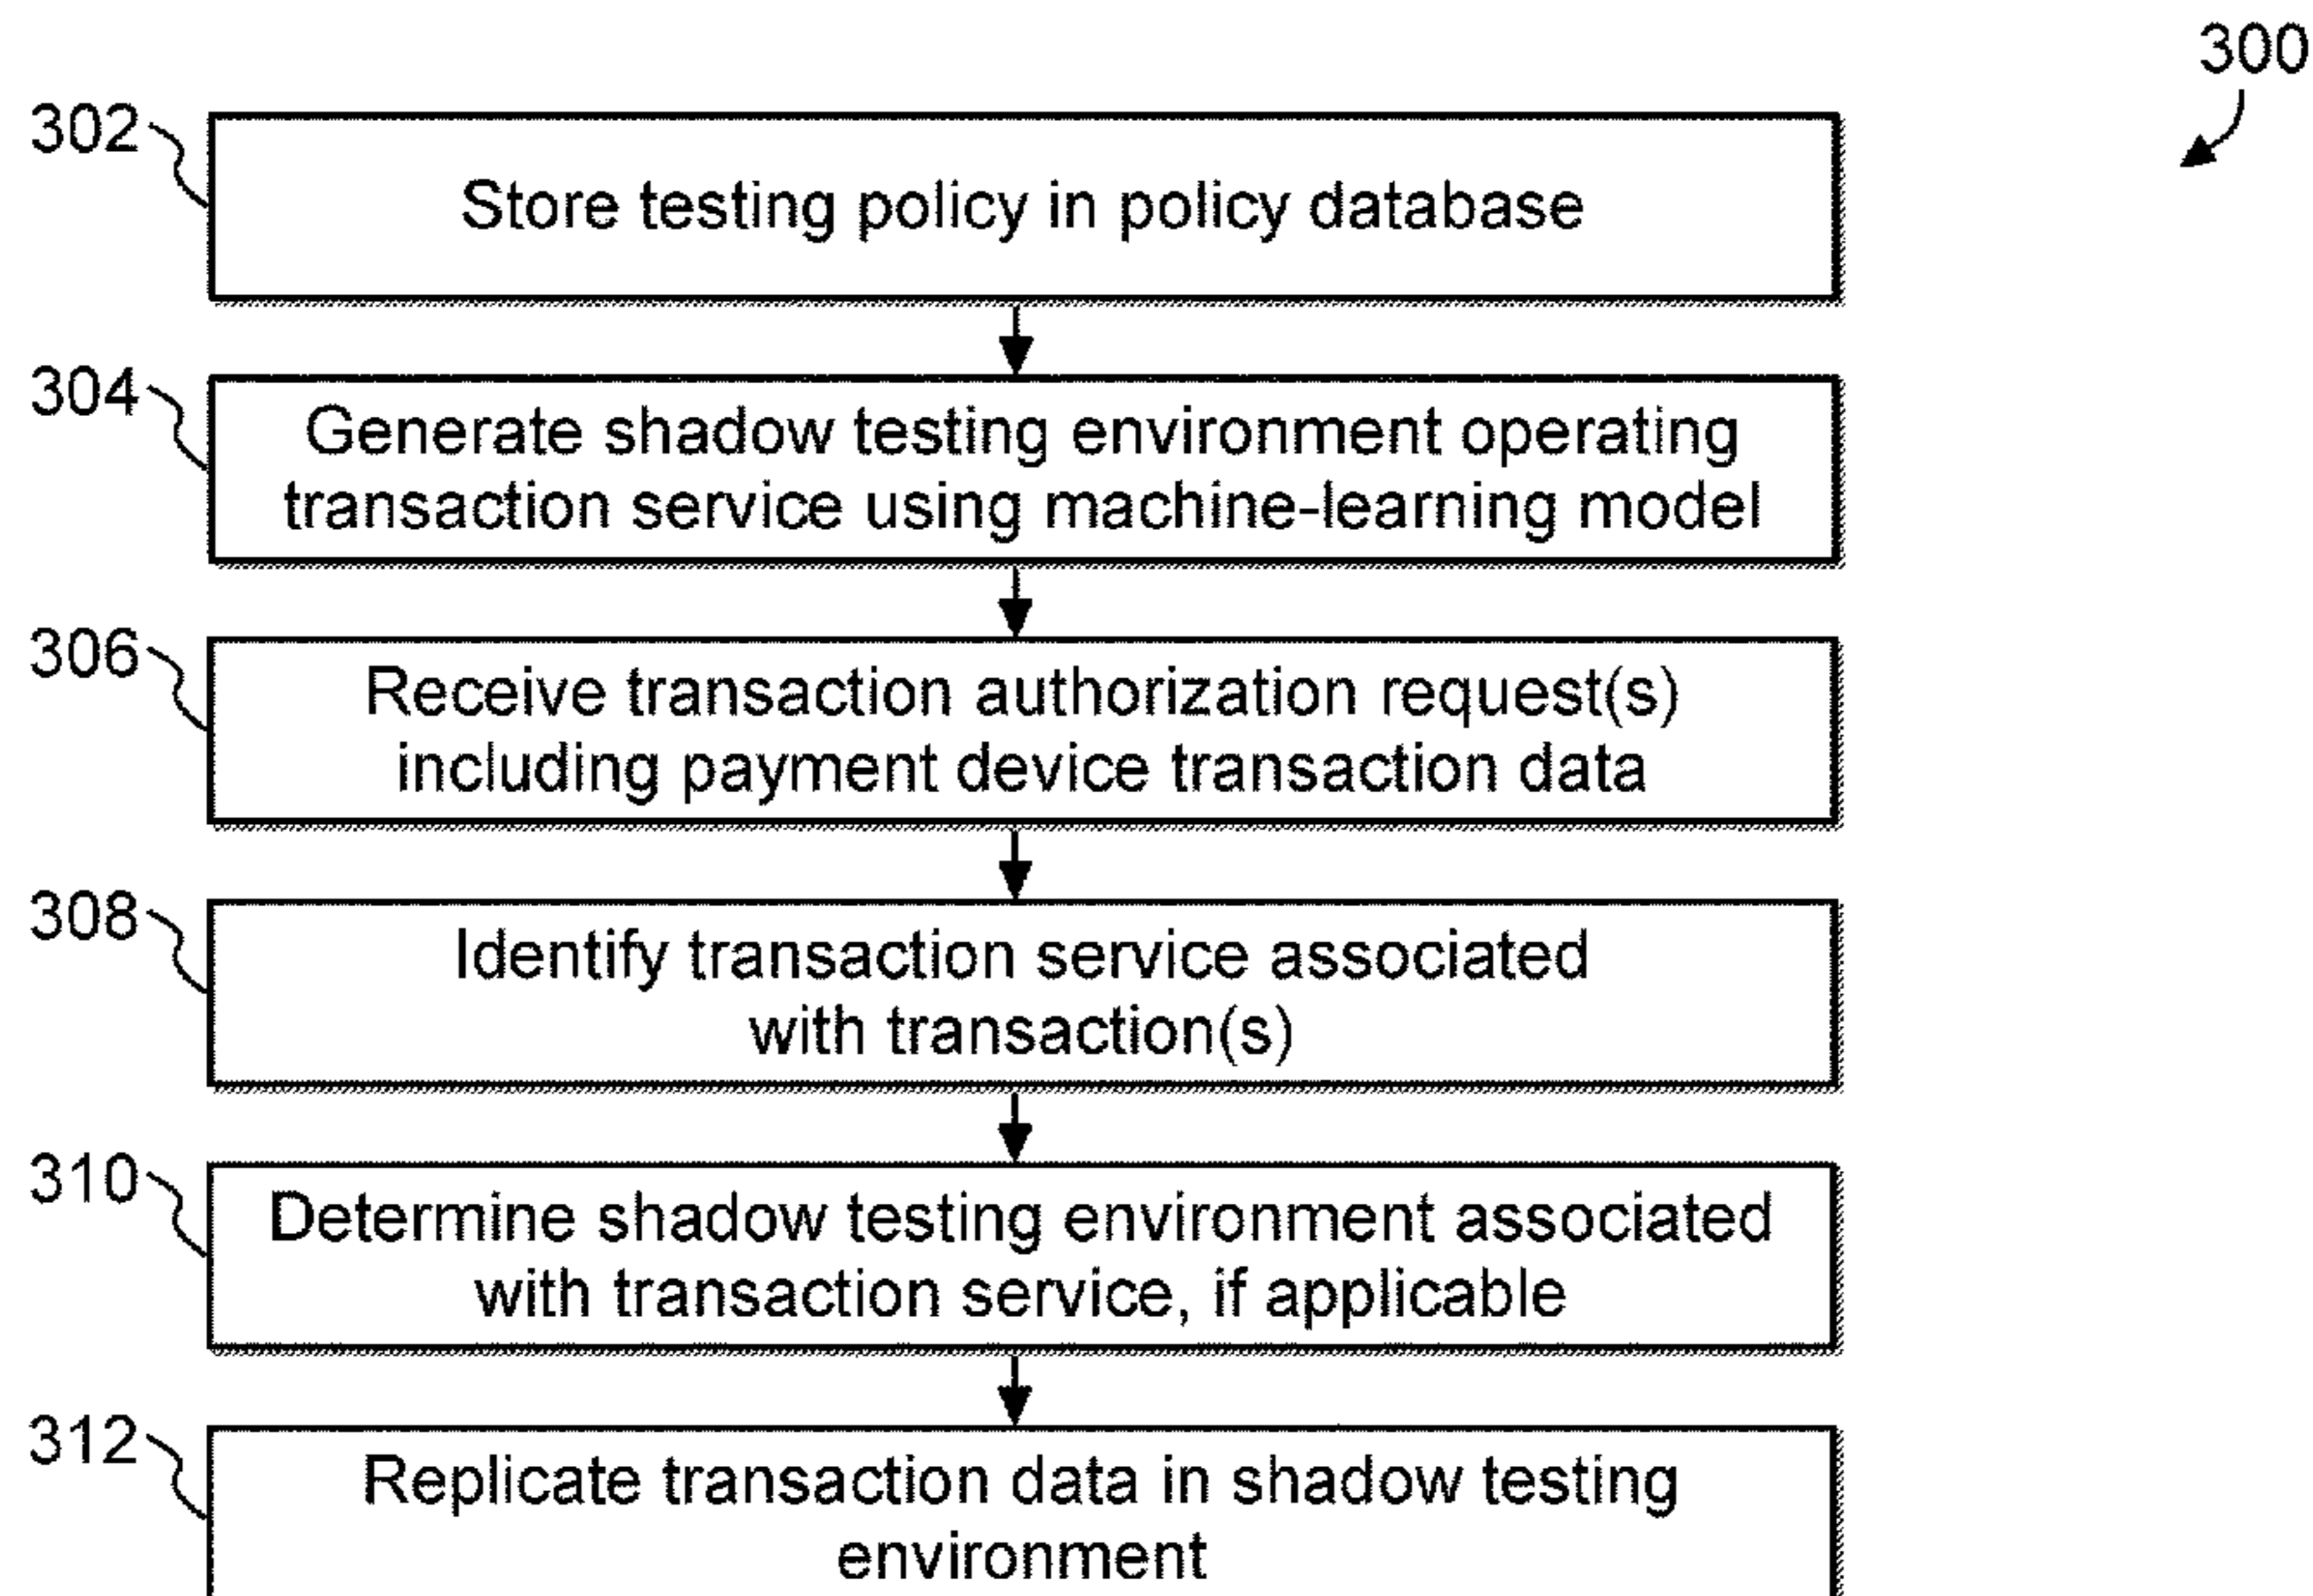 300
302
Store testing policy in policy database
304
Generate shadow testing environment operating
transaction service using machine-learning model
306
Receive transaction authorization request(s)
including payment device transaction data
308
Identify transaction service associated
with transaction(s)
310
Determine shadow testing environment associated
with transaction service, if applicable
312
Replicate transaction data in shadow testing
environment